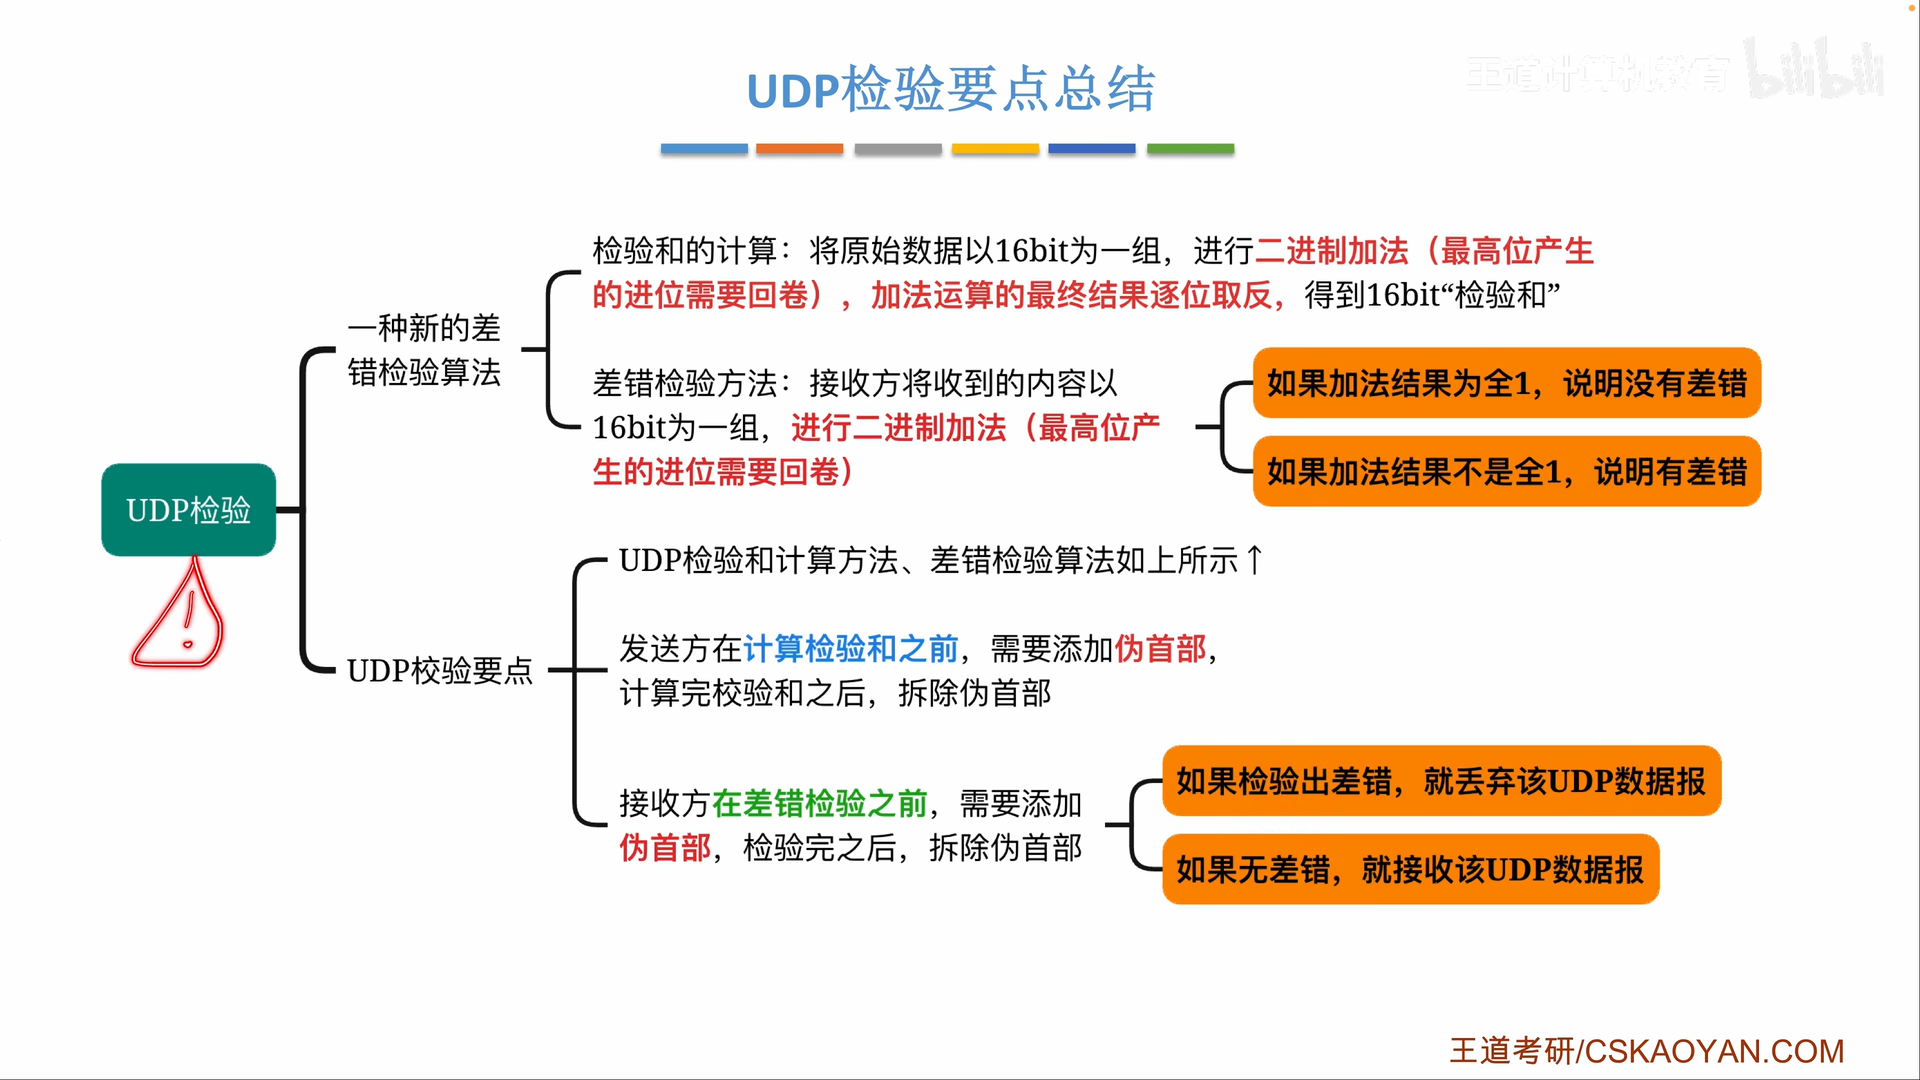 王道计算机教育 bilibili
UDP检验要点总结
检验和的计算：将原始数据以16bit为一组，进行二进制加法（最高位产生
的进位需要回卷），加法运算的最终结果逐位取反，得到16bit“检验和”
一种新的差
错检验算法
差错检验方法：接收方将收到的内容以
16bit为一组，进行二进制加法（最高位产
生的进位需要回卷）
如果加法结果为全1，说明没有差错
如果加法结果不是全1，说明有差错
UDP检验
!
UDP检验和计算方法、差错检验算法如上所示↑
发送方在计算检验和之前，需要添加伪首部，
计算完校验和之后，拆除伪首部
UDP校验要点
接收方在差错检验之前，需要添加
伪首部，检验完之后，拆除伪首部
如果检验出差错，就丢弃该UDP数据报
如果无差错，就接收该UDP数据报
王道考研/CSKAOYAN.COM